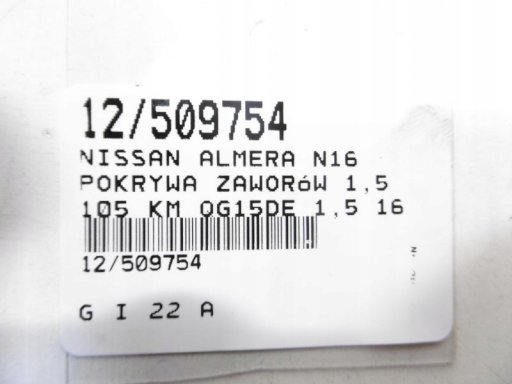 12/509754
NISSAN ALMERA N16
POKRYWA ZAWORóW 1,5
105 KM QG15DE 1,5 16
12/509754
G I 22 A